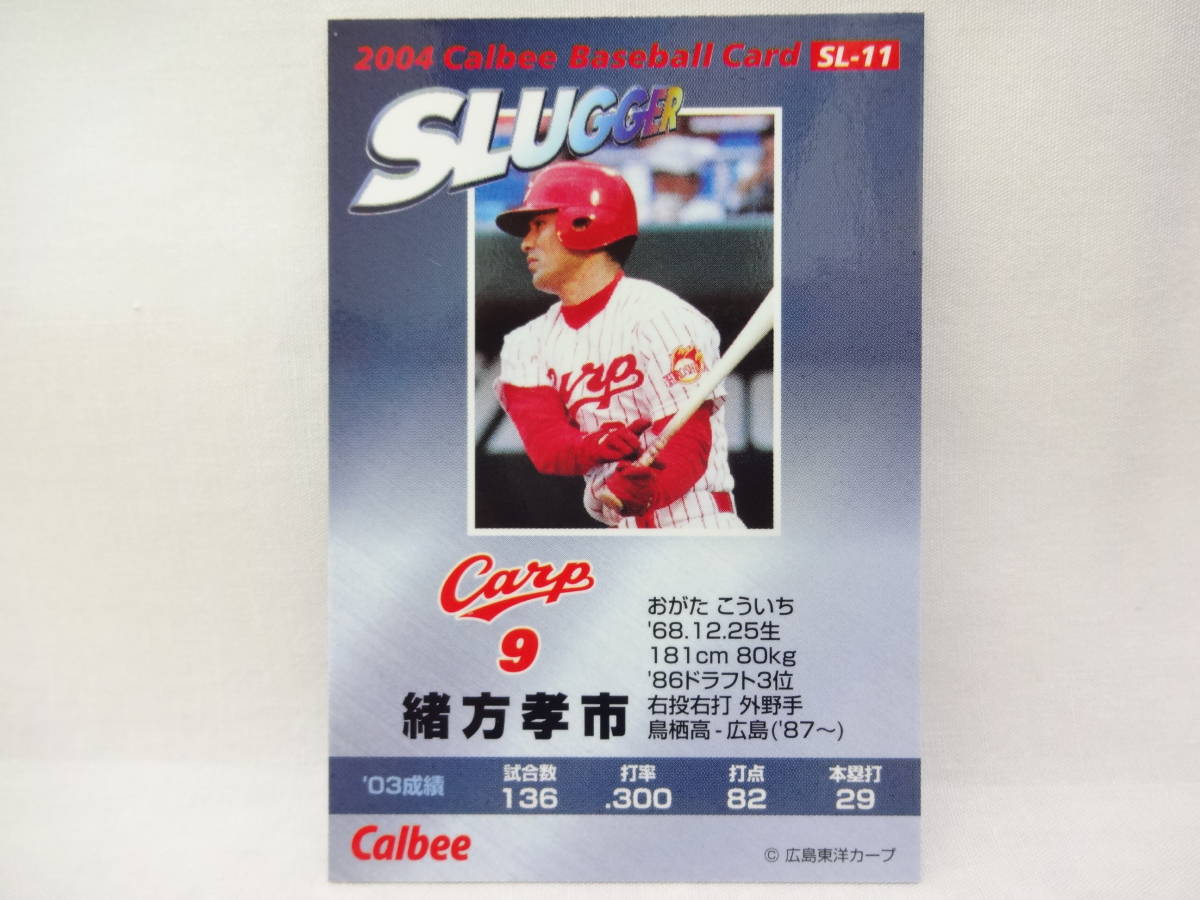 2004 Calbee Baseball Card SL-11
SLUGGER
Carp
Carp
9
緒方孝市
おがた こういち
'68.12.25生
181cm 80kg
'86ドラフト3位
右投右打 外野手
鳥栖高-広島('87〜)
'03成績
試合数 打率 打点 本塁打
136 .300 82 29
Calbee
© 広島東洋カープ